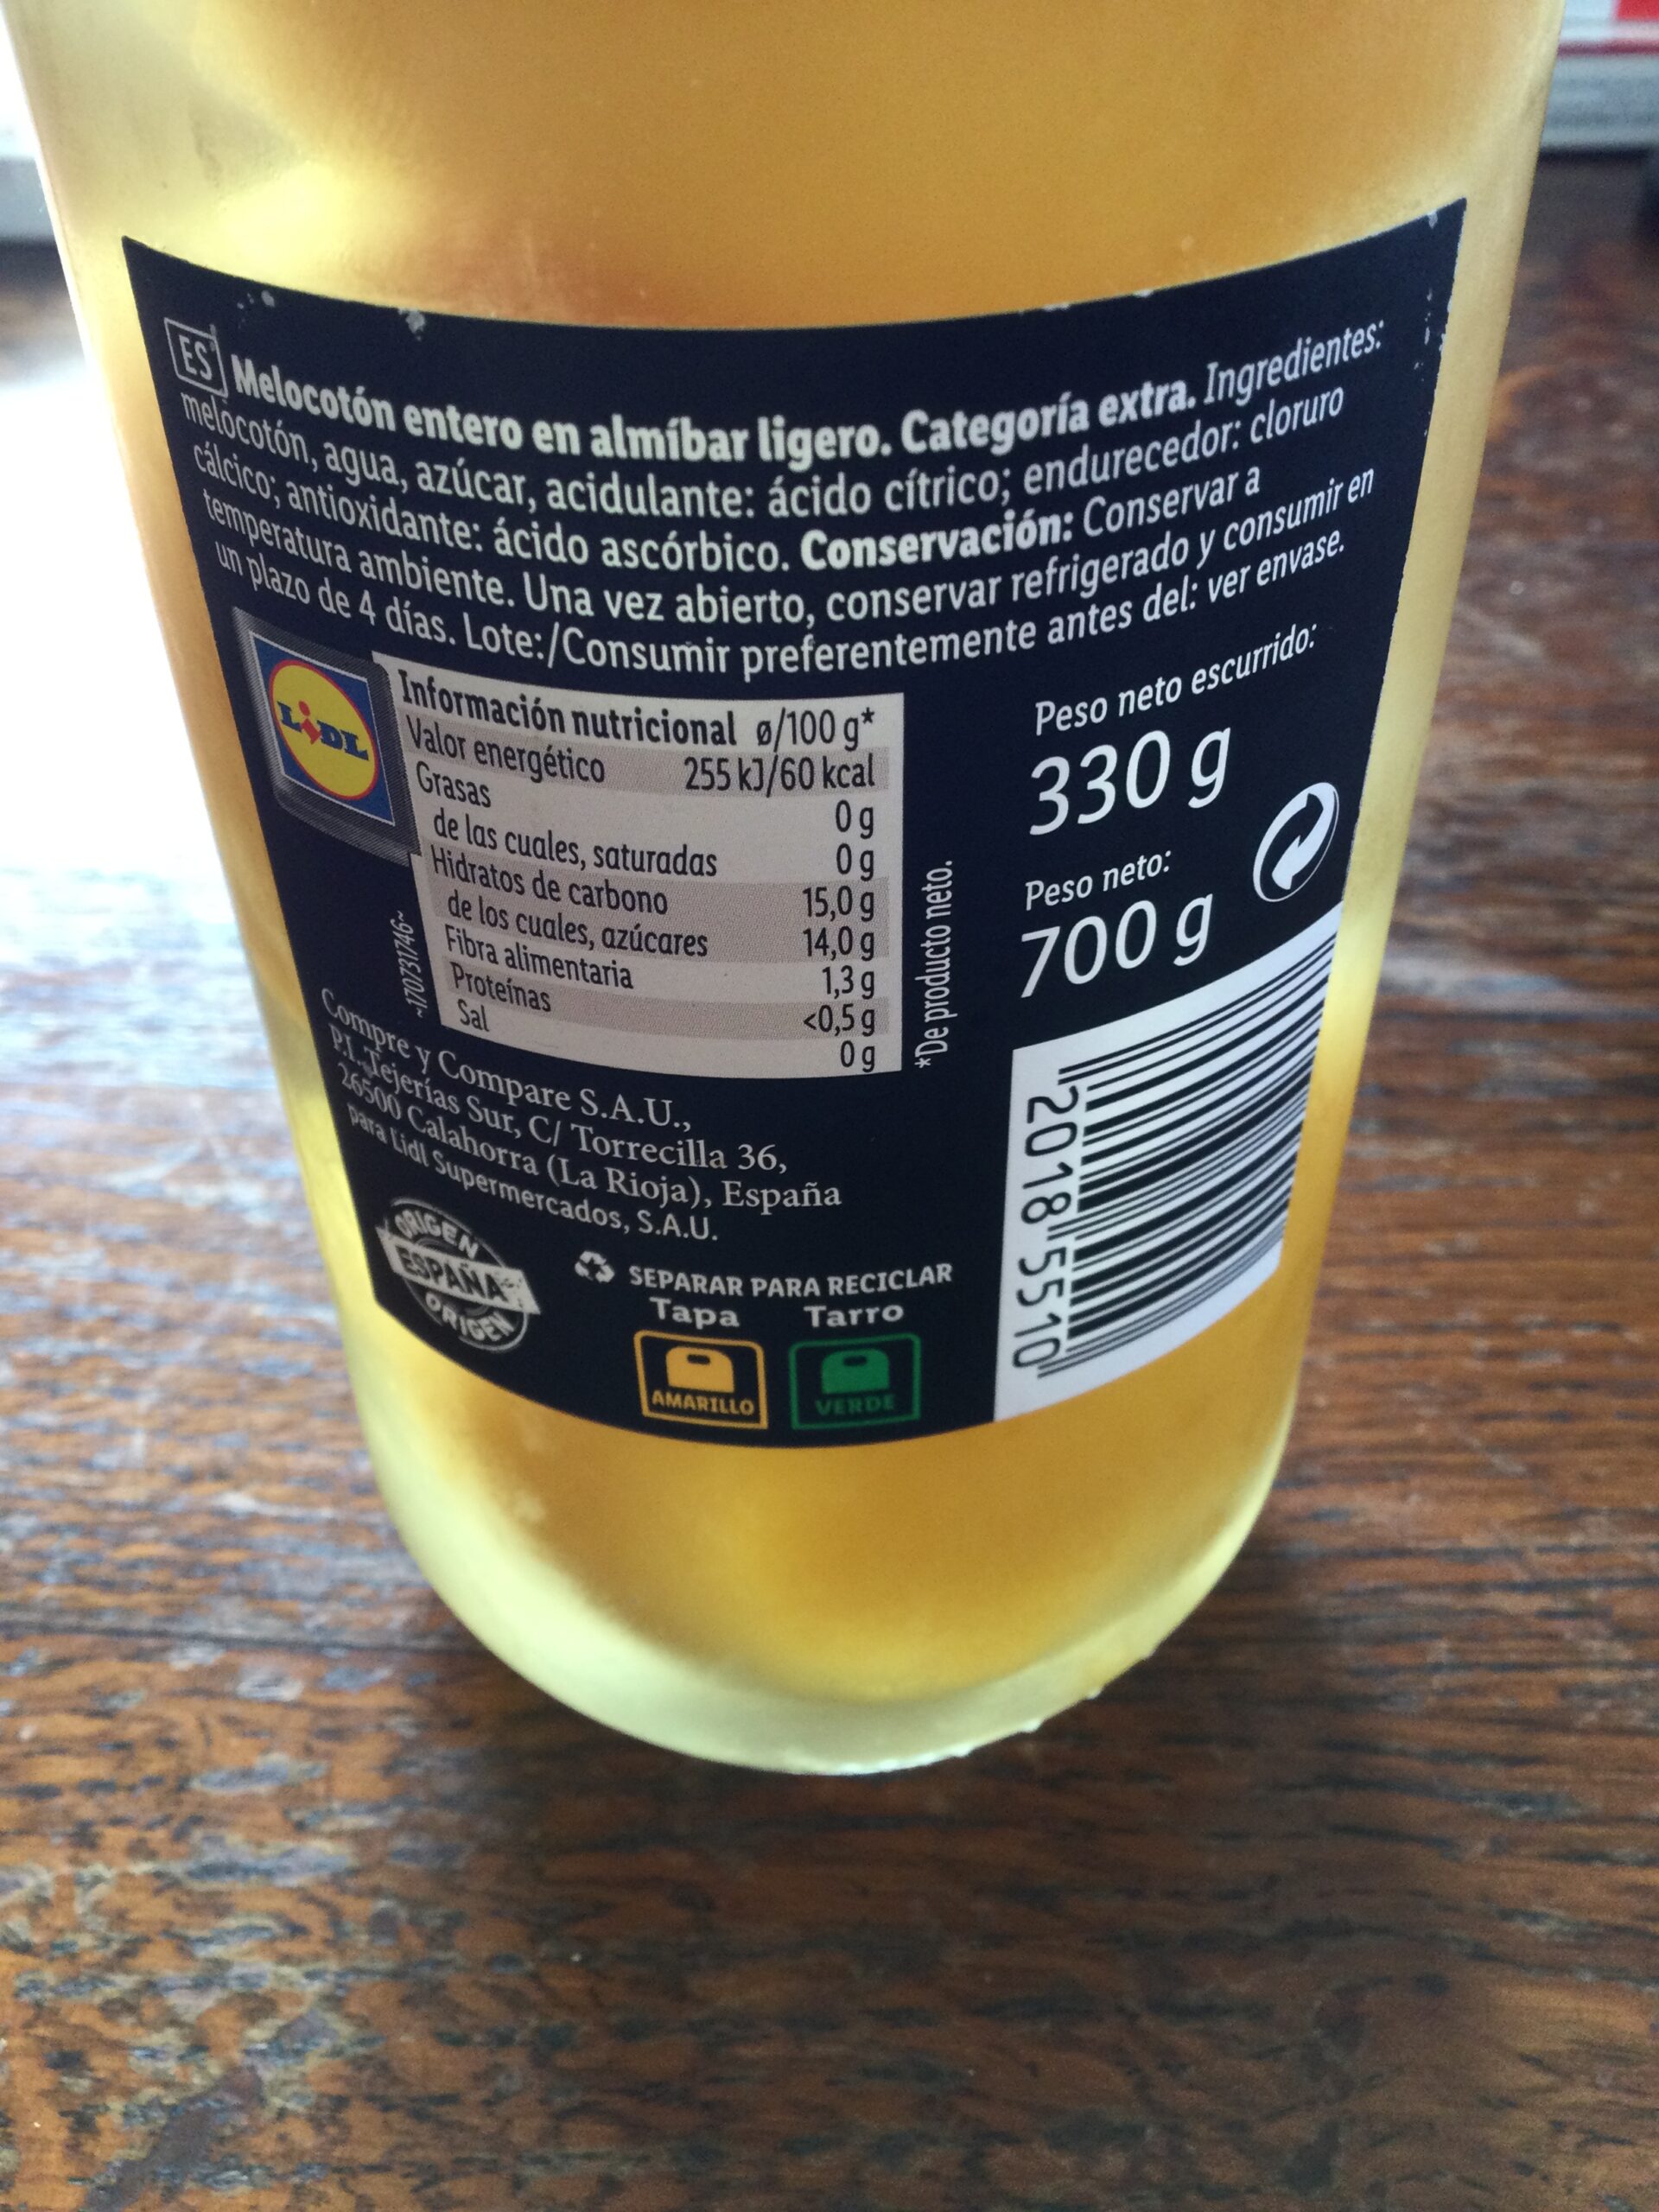 ES Melocotón entero en almíbar ligero. Categoría extra. Ingredientes:
melocotón, agua, azúcar, acidulante: ácido cítrico; endurecedor: cloruro
cálcico; antioxidante: ácido ascórbico. Conservación: Conservar a
temperatura ambiente. Una vez abierto, conservar refrigerado y consumir en
un plazo de 4 días. Lote:/Consumir preferentemente antes del: ver envase.
LIDL
Información nutricional ø/100 g*
Valor energético 255 kJ/60 kcal
Grasas 0 g
de las cuales, saturadas 0 g
Hidratos de carbono 15,0 g
de los cuales, azúcares 14,0 g
Fibra alimentaria 1,3 g
Proteínas <0,5 g
Sal 0 g
~170731746~
*De producto neto.
Peso neto escurrido:
330 g
Peso neto:
700 g
Compre y Compare S.A.U.,
P.I. Tejerías Sur, C/ Torrecilla 36,
26500 Calahorra (La Rioja), España
para Lidl Supermercados, S.A.U.
ORIGEN
ESPAÑA
ORIGEN
SEPARAR PARA RECICLAR
Tapa Tarro
AMARILLO VERDE
20185510